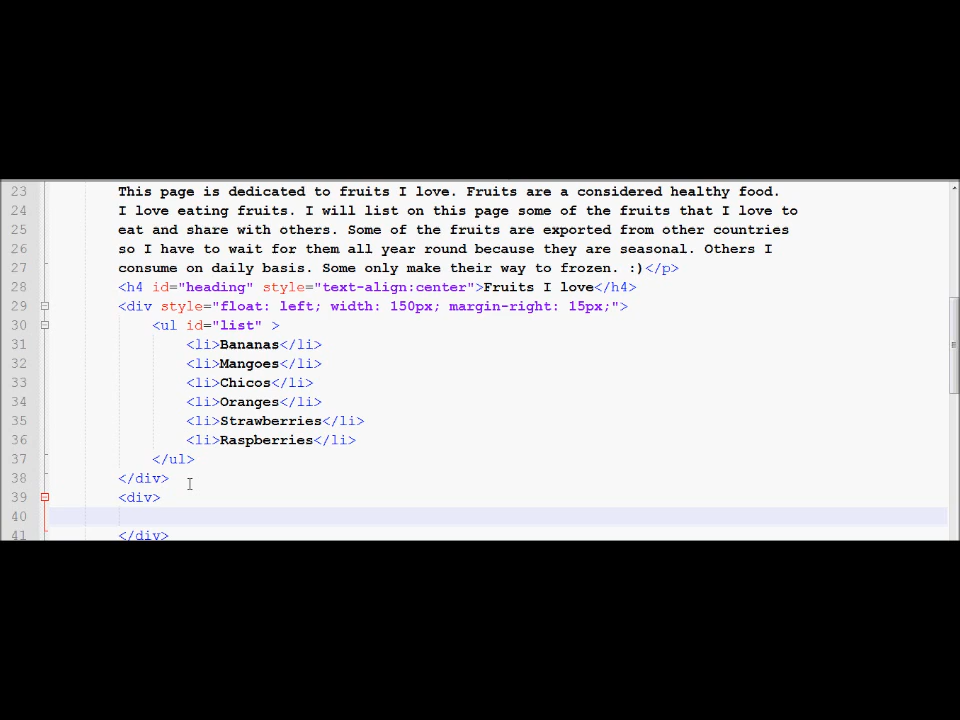 23 This page is dedicated to fruits I love. Fruits are a considered healthy food.
24 I love eating fruits. I will list on this page some of the fruits that I love to
25 eat and share with others. Some of the fruits are exported from other countries
26 so I have to wait for them all year round because they are seasonal. Others I
27 consume on daily basis. Some only make their way to frozen. :)</p>
28 <h4 id="heading" style="text-align:center">Fruits I love</h4>
29 <div style="float: left; width: 150px; margin-right: 15px;">
30 <ul id="list" >
31 <li>Bananas</li>
32 <li>Mangoes</li>
33 <li>Chicos</li>
34 <li>Oranges</li>
35 <li>Strawberries</li>
36 <li>Raspberries</li>
37 </ul>
38 </div>
39 <div>
40
41 </div>